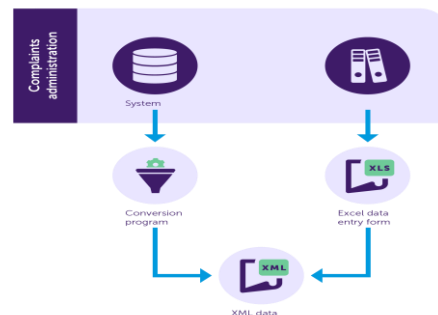 Complaints
administration
System
Conversion
program
XLS
Excel data
entry form
XML
XML data